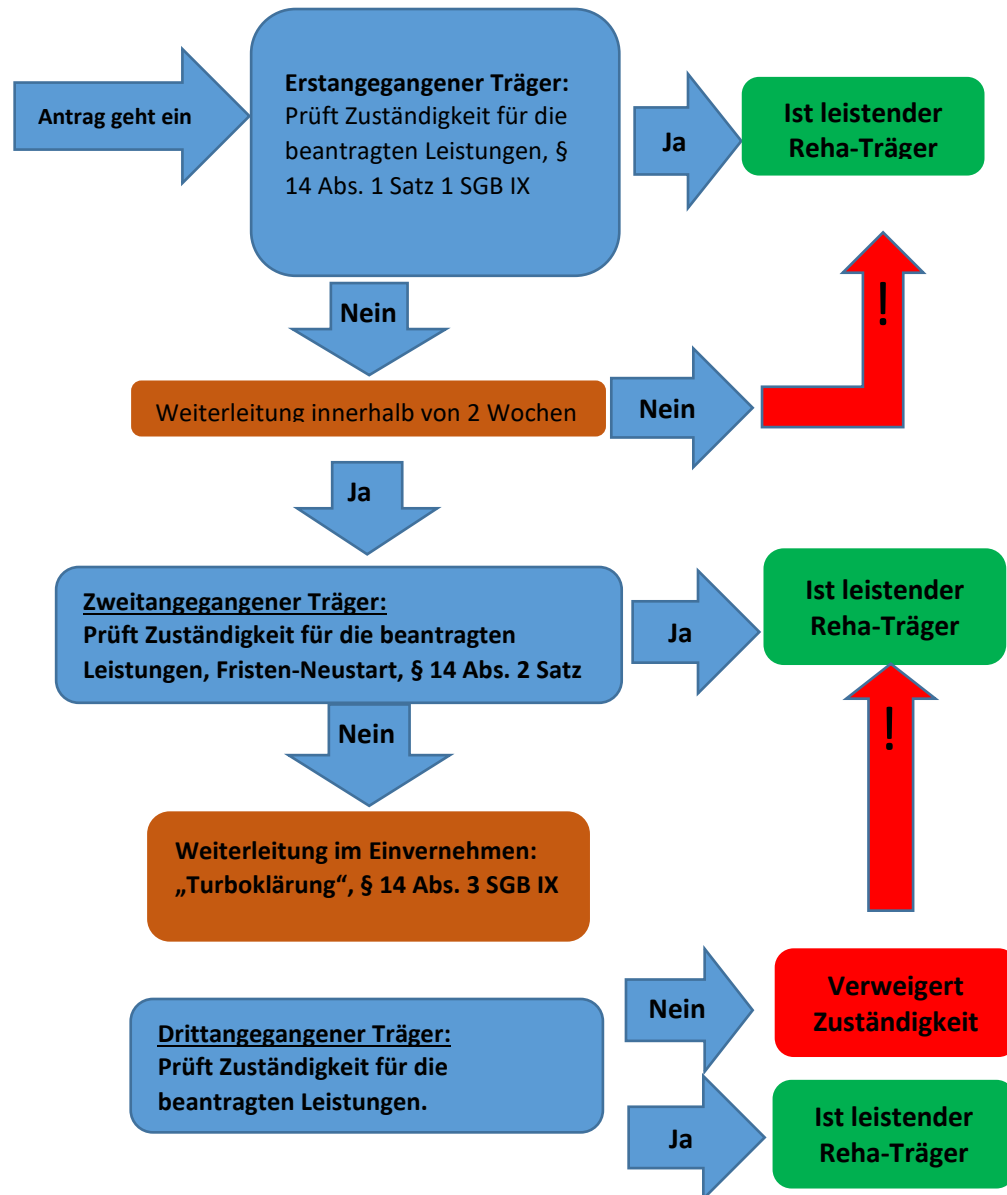 Antrag geht ein
Erstangegangener Träger:
Prüft Zuständigkeit für die
beantragten Leistungen, §
14 Abs. 1 Satz 1 SGB IX
Ja
Ist leistender
Reha-Träger
!
Nein
Weiterleitung innerhalb von 2 Wochen
Nein
Ja
Zweitangegangener Träger:
Prüft Zuständigkeit für die beantragten
Leistungen, Fristen-Neustart, § 14 Abs. 2 Satz
Ja
Ist leistender
Reha-Träger
!
Nein
Weiterleitung im Einvernehmen:
„Turboklärung“, § 14 Abs. 3 SGB IX
Drittangegangener Träger:
Prüft Zuständigkeit für die
beantragten Leistungen.
Nein
Verweigert
Zuständigkeit
Ja
Ist leistender
Reha-Träger